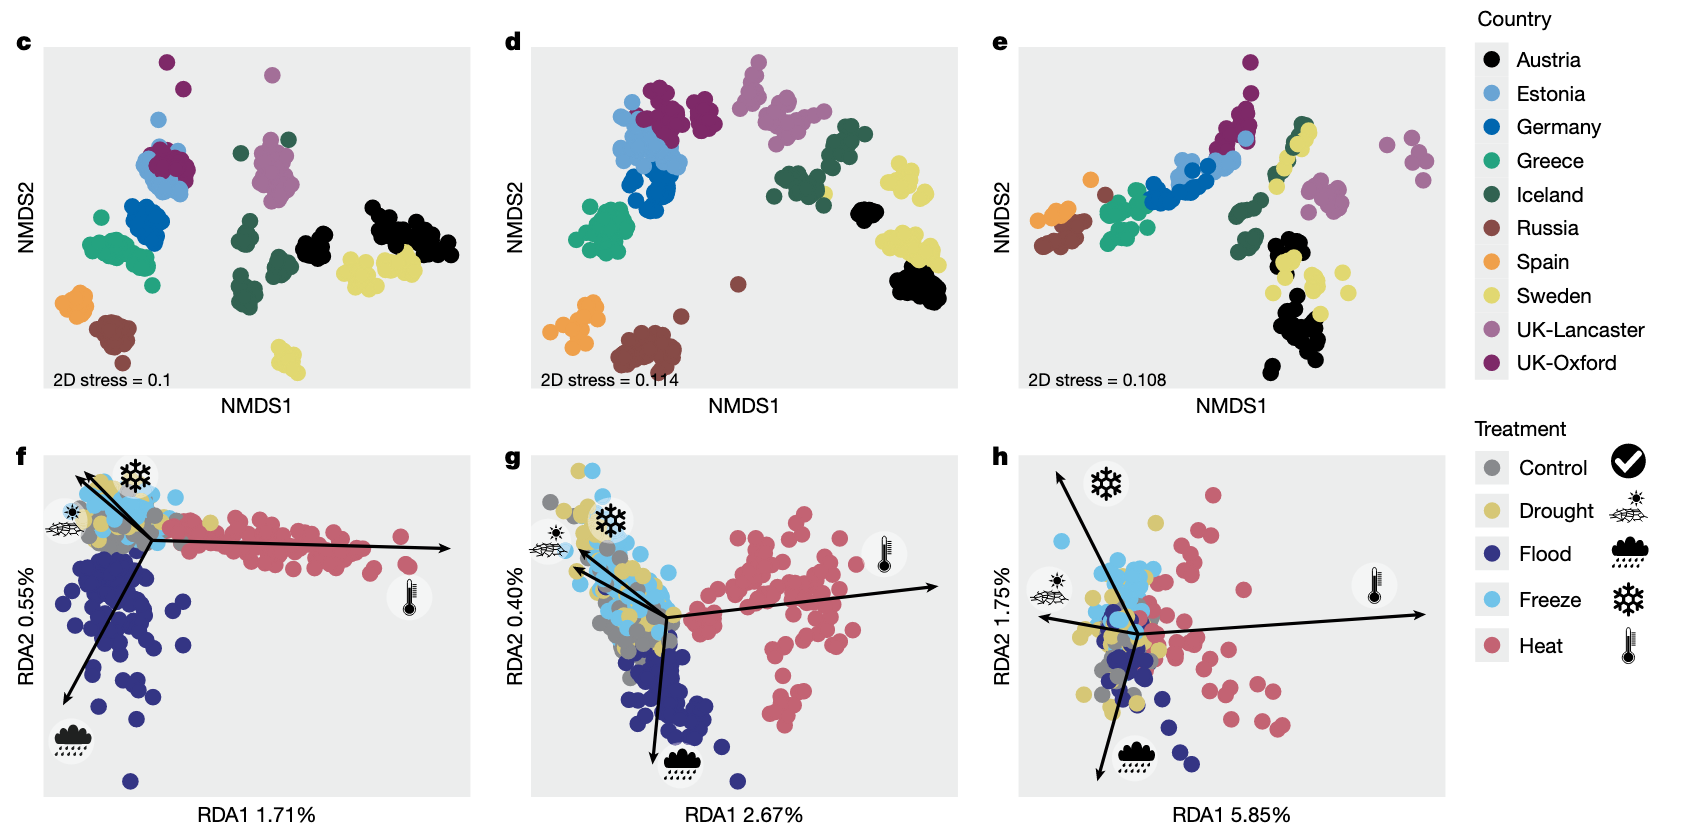 c
NMDS2
2D stress = 0.1
NMDS1
d
NMDS2
2D stress = 0.114
NMDS1
e
NMDS2
2D stress = 0.108
NMDS1
Country
Austria
Estonia
Germany
Greece
Iceland
Russia
Spain
Sweden
UK-Lancaster
UK-Oxford
f
RDA2 0.55%
RDA1 1.71%
g
RDA2 0.40%
RDA1 2.67%
h
RDA2 1.75%
RDA1 5.85%
Treatment
Control
Drought
Flood
Freeze
Heat